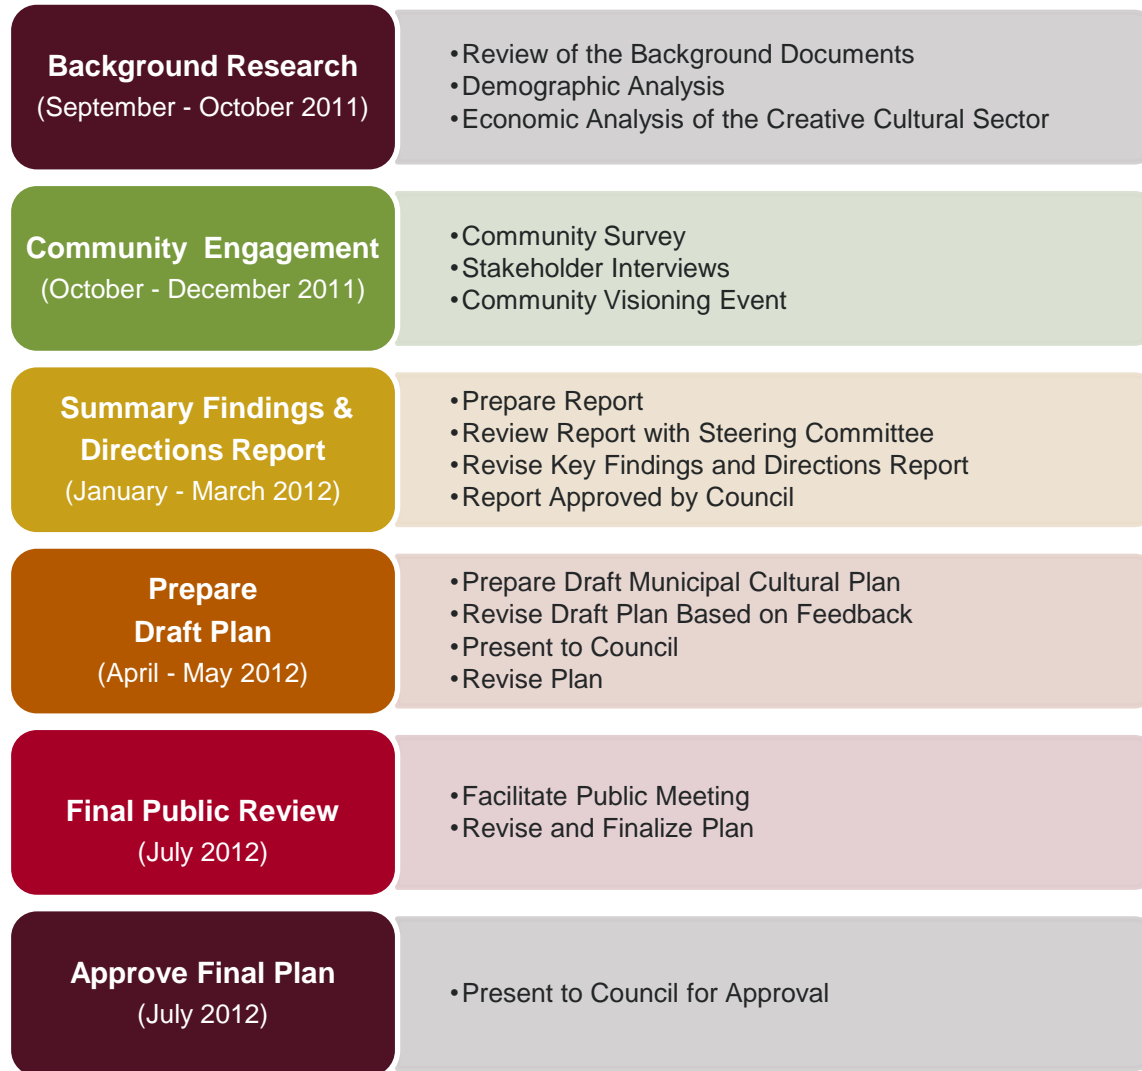 Background Research
(September - October 2011)
•Review of the Background Documents
•Demographic Analysis
•Economic Analysis of the Creative Cultural Sector
Community Engagement
(October - December 2011)
•Community Survey
•Stakeholder Interviews
•Community Visioning Event
Summary Findings &
Directions Report
(January - March 2012)
•Prepare Report
•Review Report with Steering Committee
•Revise Key Findings and Directions Report
•Report Approved by Council
Prepare
Draft Plan
(April - May 2012)
•Prepare Draft Municipal Cultural Plan
•Revise Draft Plan Based on Feedback
•Present to Council
•Revise Plan
Final Public Review
(July 2012)
•Facilitate Public Meeting
•Revise and Finalize Plan
Approve Final Plan
(July 2012)
•Present to Council for Approval